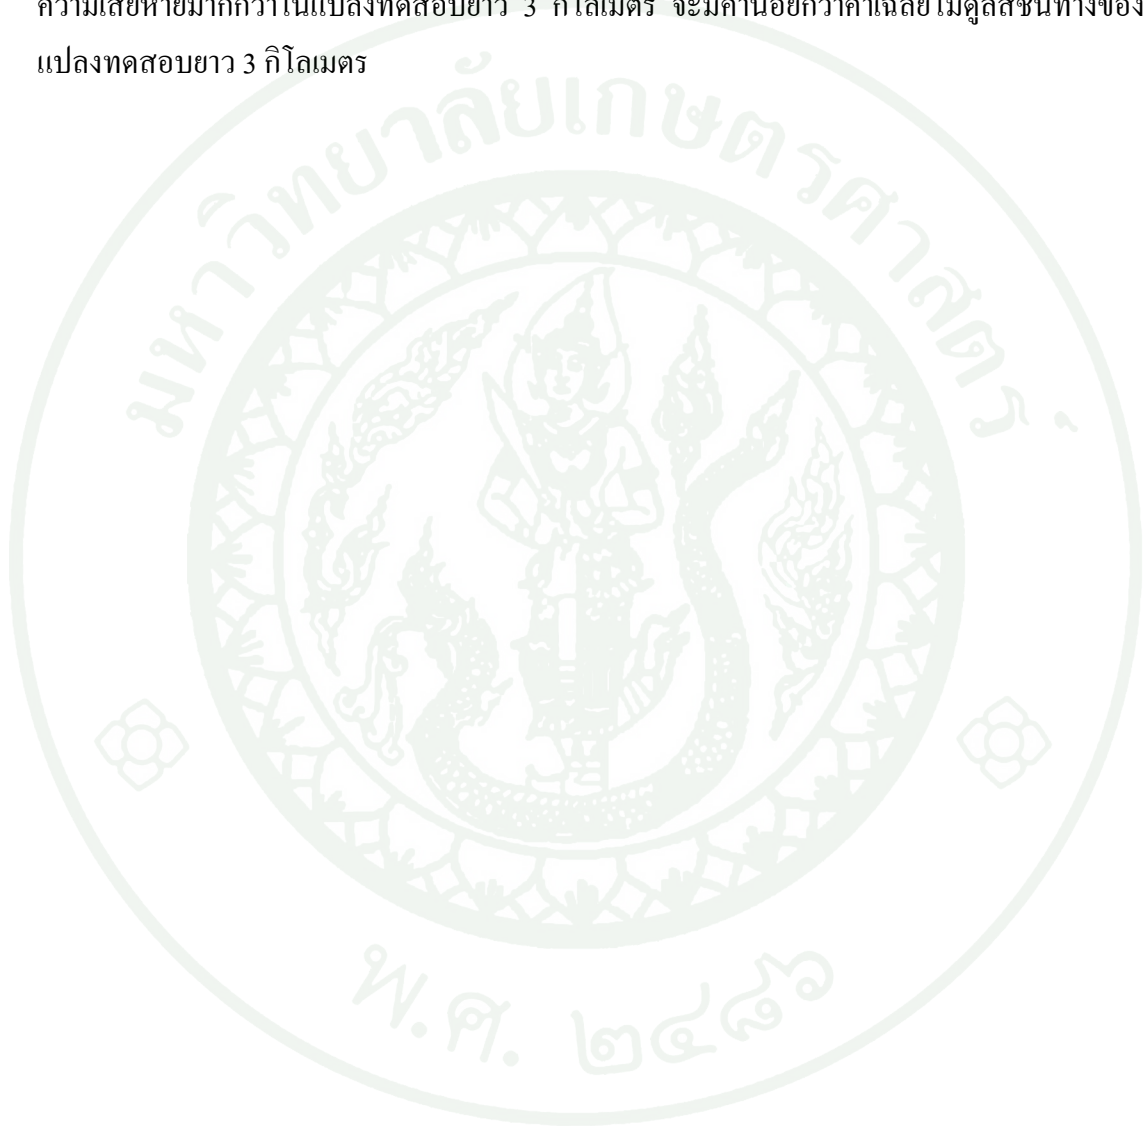 ความเสียหายมากกว่าในแปลงทดสอบยาว 3 กิโลเมตร จะมีค่าน้อยกว่าค่าเฉลี่ยโมดูลัสชั้นทางของ
แปลงทดสอบยาว 3 กิโลเมตร
มหาวิทยาลัยเกษตรศาสตร์
พ.ศ. ๒๔๘๖